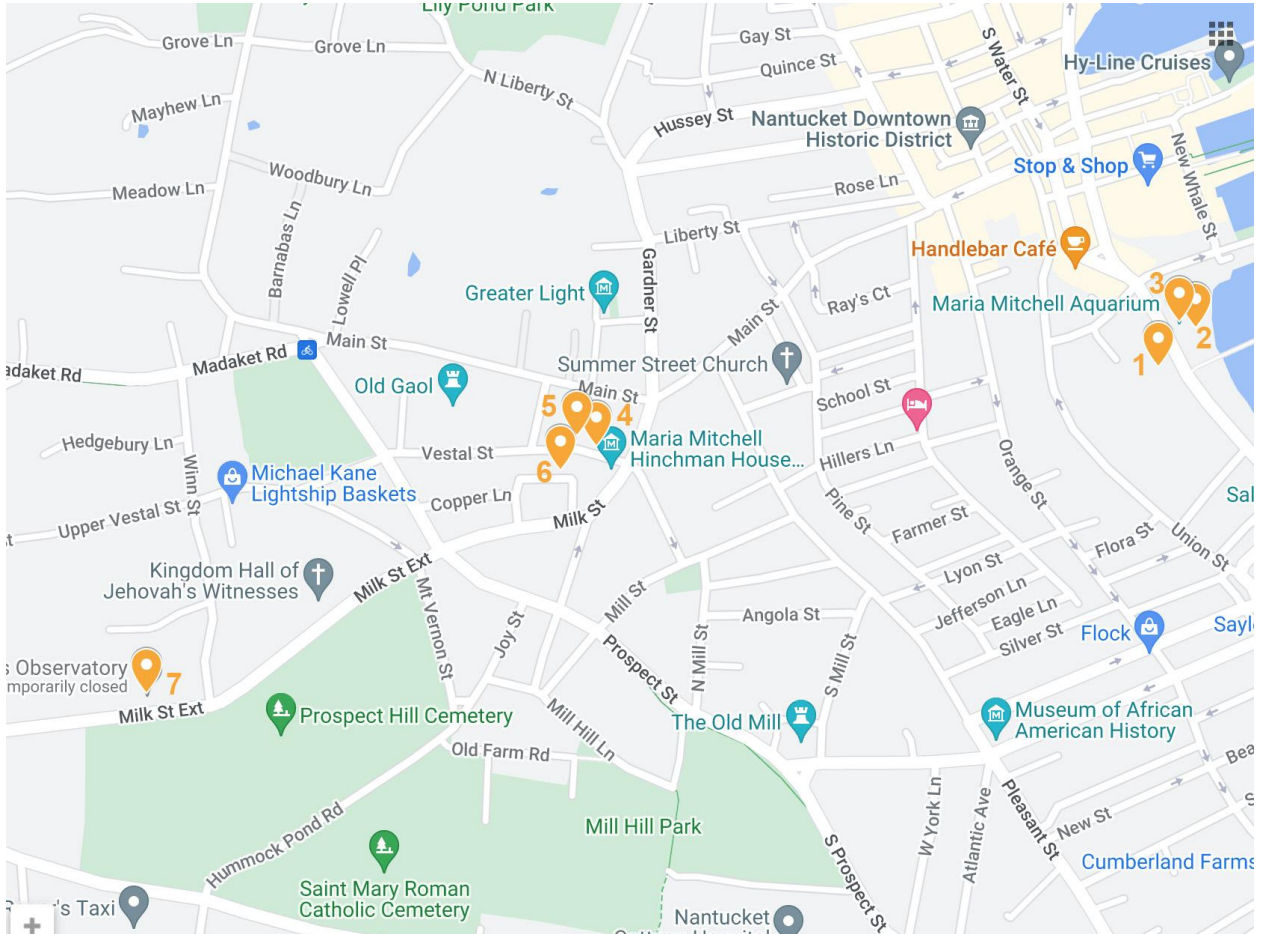 Lily Pond Park
Grove Ln
Grove Ln
Gay St
Quince St
S Water St
Hy-Line Cruises
N Liberty St
Mayhew Ln
Hussey St
Nantucket Downtown
Historic District
Stop & Shop
New Whale St
Meadow Ln
Woodbury Ln
Rose Ln
Barnabas Ln
Lowell Pl
Liberty St
Gardner St
Handlebar Café
Greater Light
Ray's Ct
3
Maria Mitchell Aquarium
2
1
Main St
Main St
Madaket Rd
adaket Rd
Summer Street Church
Old Gaol
Main St
School St
5
4
Maria Mitchell
Hinchman House...
6
Hedgebury Ln
Winn St
Vestal St
Hillers Ln
Orange St
Michael Kane
Lightship Baskets
Copper Ln
Milk St
Pine St
Farmer St
Upper Vestal St
Sal
Flora St
Union St
Kingdom Hall of
Jehovah's Witnesses
Milk St Ext
Mt Vernon St
Lyon St
Jefferson Ln
Eagle Ln
Silver St
Mill St
Angola St
Joy St
Flock
Sayl
s Observatory
mporarily closed
7
Prospect St
N Mill St
S Mill St
Milk St Ext
Prospect Hill Cemetery
Mill Hill Ln
The Old Mill
Museum of African
American History
Old Farm Rd
Bea
Hummock Pond Rd
Mill Hill Park
W York Ln
Atlantic Ave
Pleasant St
New St
S
S Prospect St
Cumberland Farms
Saint Mary Roman
Catholic Cemetery
's Taxi
Nantucket
+